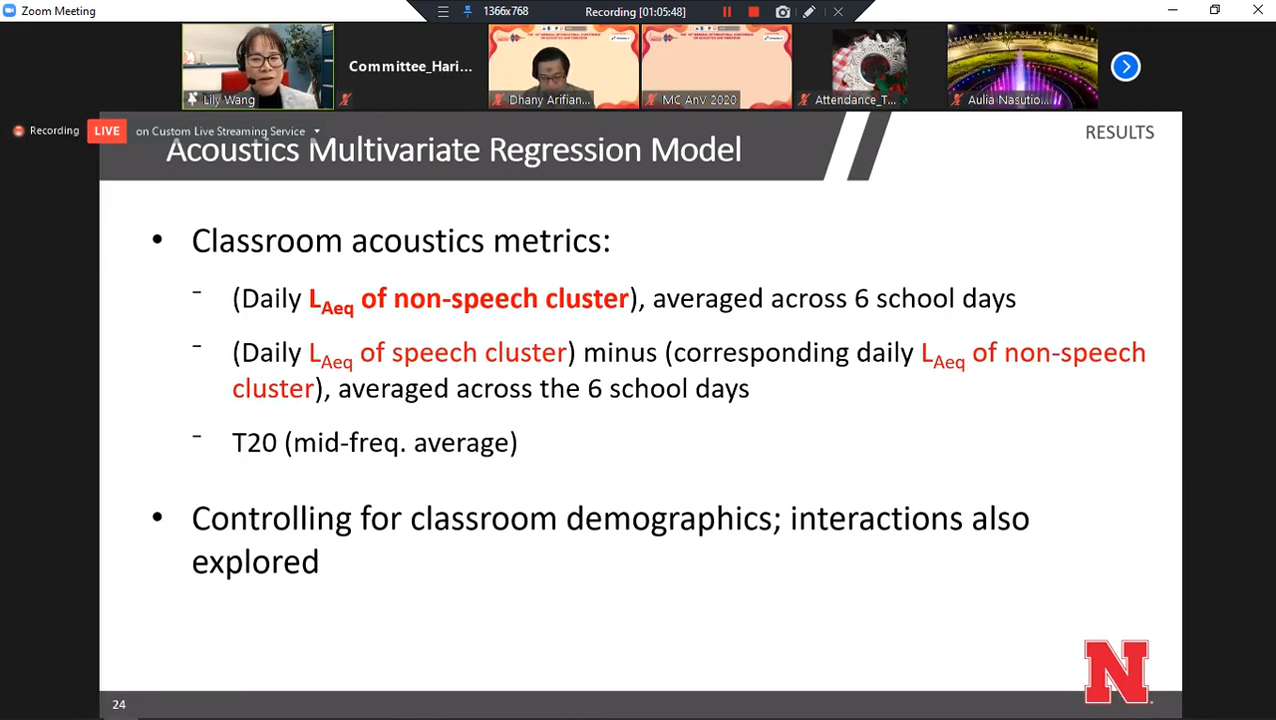 Zoom Meeting
1366x768
Recording [01:05:48]
Lily Wang
Committee_Hari...
Dhany Arifian...
MC AnV 2020
Attendance_T...
Aulia Nasutio...
Recording
LIVE
on Custom Live Streaming Service
RESULTS
Acoustics Multivariate Regression Model
• Classroom acoustics metrics:
- (Daily LAeq of non-speech cluster), averaged across 6 school days
- (Daily LAeq of speech cluster) minus (corresponding daily LAeq of non-speech
cluster), averaged across the 6 school days
- T20 (mid-freq. average)
• Controlling for classroom demographics; interactions also
explored
N
24